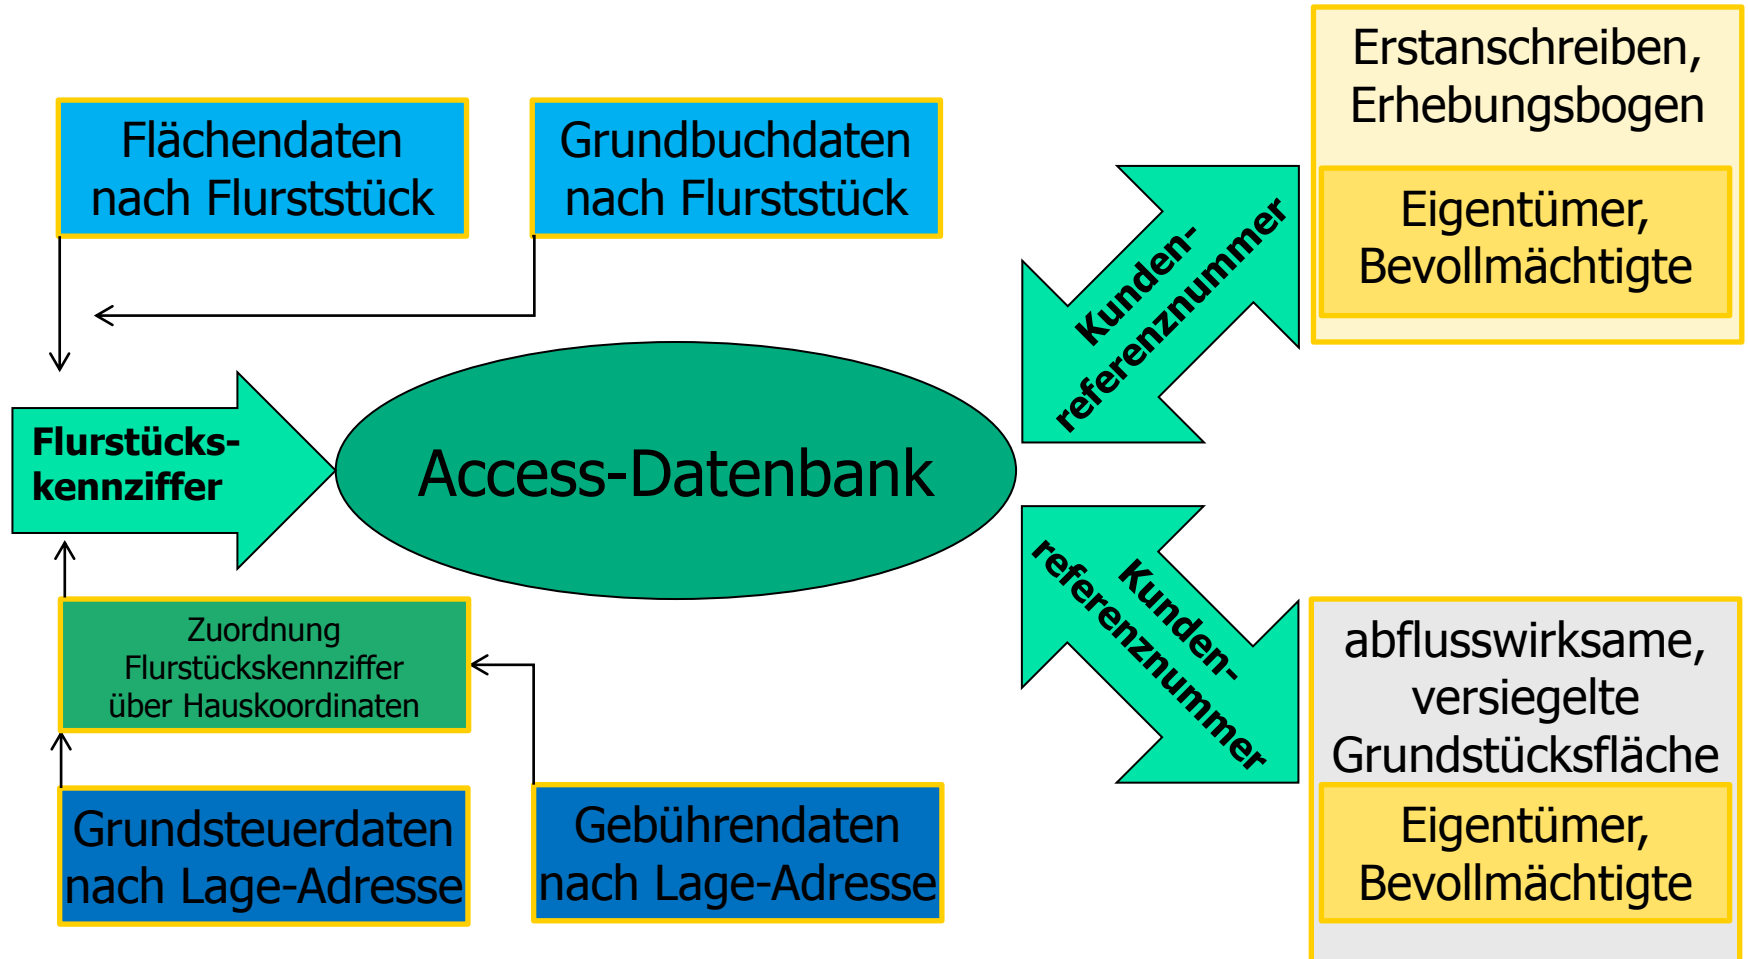 Flächendaten
nach Flurststück
Grundbuchdaten
nach Flurststück
Erstanschreiben,
Erhebungsbogen
Eigentümer,
Bevollmächtigte
Kunden-
referenznummer
Flurstücks-
kennziffer
Access-Datenbank
Kunden-
referenznummer
Zuordnung
Flurstückskennziffer
über Hauskoordinaten
abflusswirksame,
versiegelte
Grundstücksfläche
Eigentümer,
Bevollmächtigte
Grundsteuerdaten
nach Lage-Adresse
Gebührendaten
nach Lage-Adresse